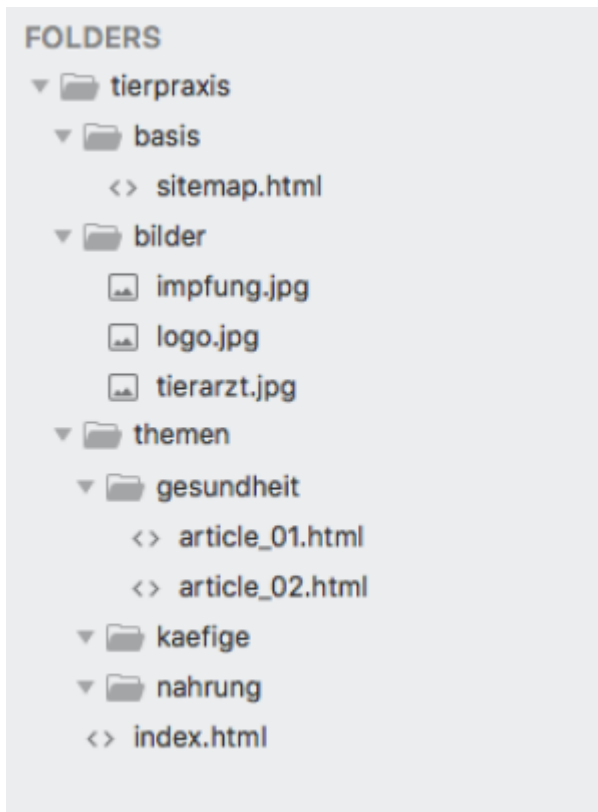 FOLDERS
tierpraxis
basis
<> sitemap.html
bilder
impfung.jpg
logo.jpg
tierarzt.jpg
themen
gesundheit
<> article_01.html
<> article_02.html
kaefige
nahrung
<> index.html